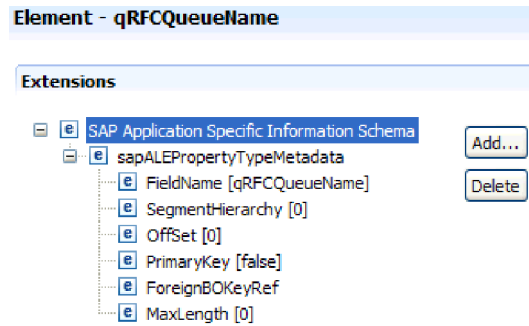 Element - qRFCQueueName
Extensions
SAP Application Specific Information Schema
Add...
sapALEPropertyTypeMetadata
FieldName [qRFCQueueName]
Delete
SegmentHierarchy [0]
OffSet [0]
PrimaryKey [false]
ForeignBOKeyRef
MaxLength [0]